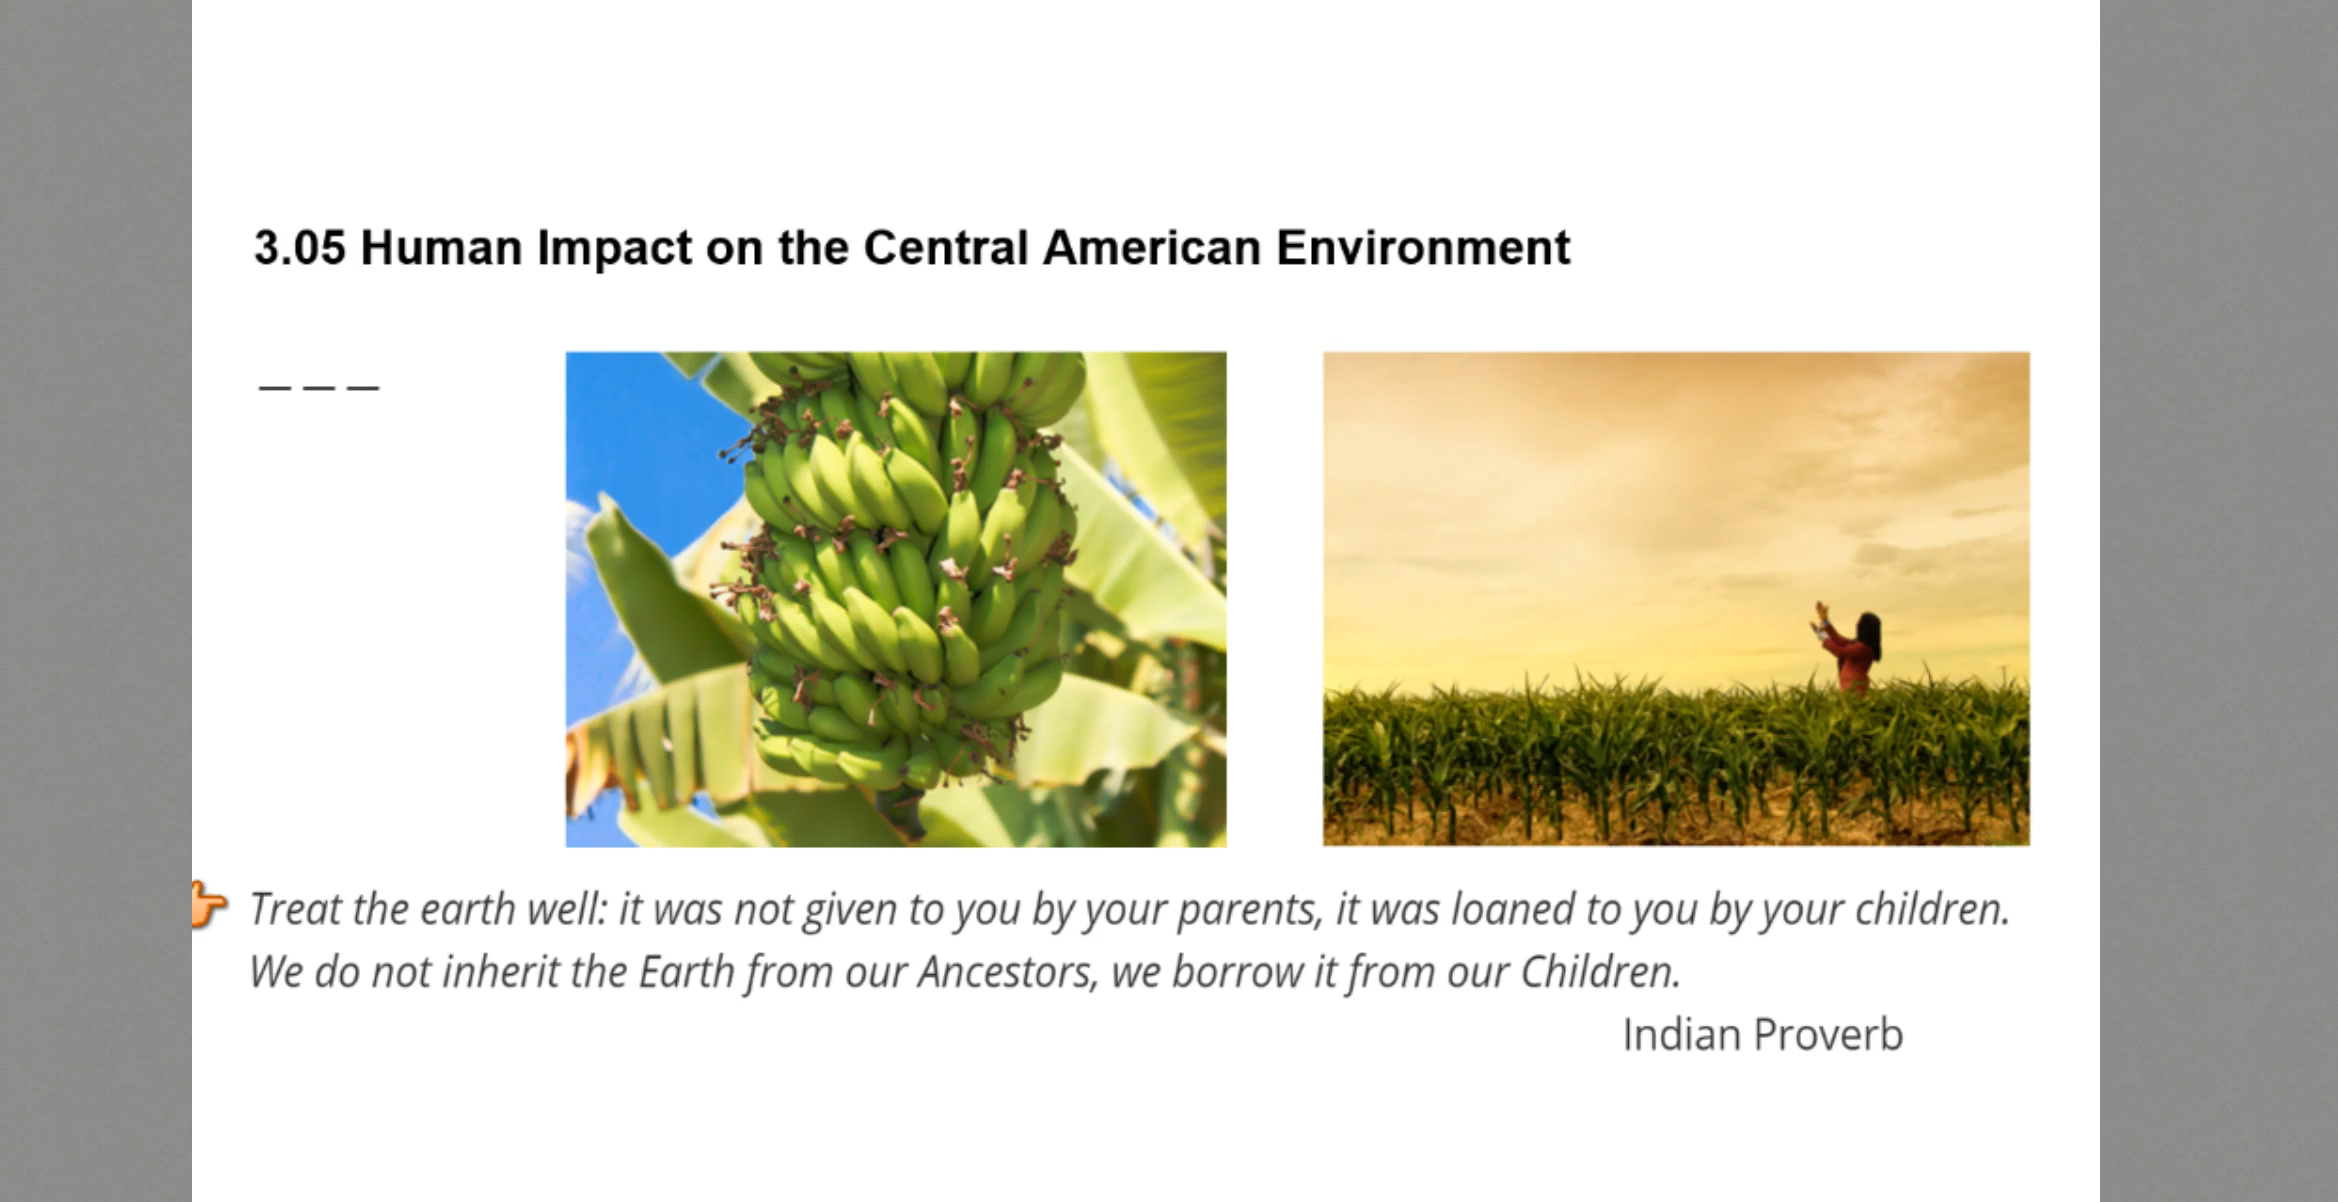 3.05 Human Impact on the Central American Environment
_ _ _
Treat the earth well: it was not given to you by your parents, it was loaned to you by your children.
We do not inherit the Earth from our Ancestors, we borrow it from our Children.
Indian Proverb